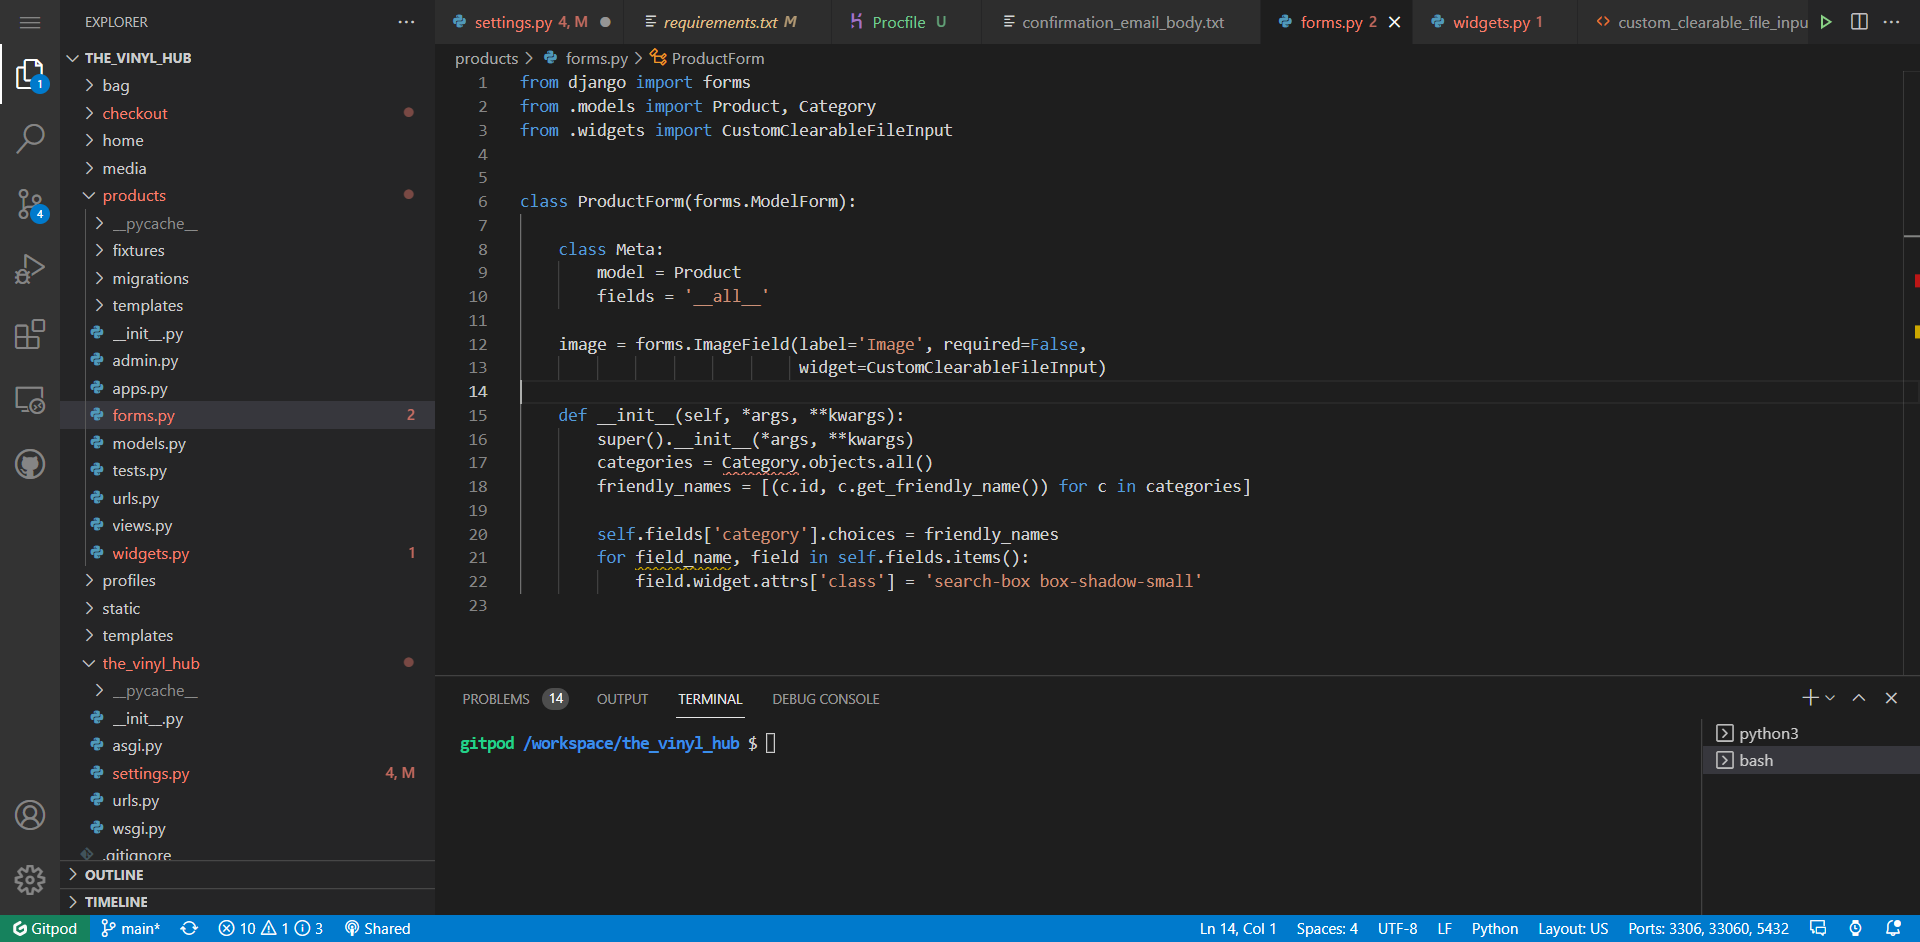 EXPLORER
THE_VINYL_HUB
bag
checkout
home
media
products
__pycache__
fixtures
migrations
templates
__init__.py
admin.py
apps.py
forms.py 2
models.py
tests.py
urls.py
views.py
widgets.py 1
profiles
static
templates
the_vinyl_hub
__pycache__
__init__.py
asgi.py
settings.py 4, M
urls.py
wsgi.py
.gitignore
OUTLINE
TIMELINE
1
4
settings.py 4, M
requirements.txt M
Procfile U
confirmation_email_body.txt
forms.py 2
widgets.py 1
custom_clearable_file_inpu
products > forms.py > ProductForm
1 from django import forms
2 from .models import Product, Category
3 from .widgets import CustomClearableFileInput
4
5
6 class ProductForm(forms.ModelForm):
7
8 class Meta:
9 model = Product
10 fields = '__all__'
11
12 image = forms.ImageField(label='Image', required=False,
13 widget=CustomClearableFileInput)
14
15 def __init__(self, *args, **kwargs):
16 super().__init__(*args, **kwargs)
17 categories = Category.objects.all()
18 friendly_names = [(c.id, c.get_friendly_name()) for c in categories]
19
20 self.fields['category'].choices = friendly_names
21 for field_name, field in self.fields.items():
22 field.widget.attrs['class'] = 'search-box box-shadow-small'
23
PROBLEMS 14 OUTPUT TERMINAL DEBUG CONSOLE
gitpod /workspace/the_vinyl_hub $
python3
bash
Gitpod main* 10 1 3 Shared Ln 14, Col 1 Spaces: 4 UTF-8 LF Python Layout: US Ports: 3306, 33060, 5432